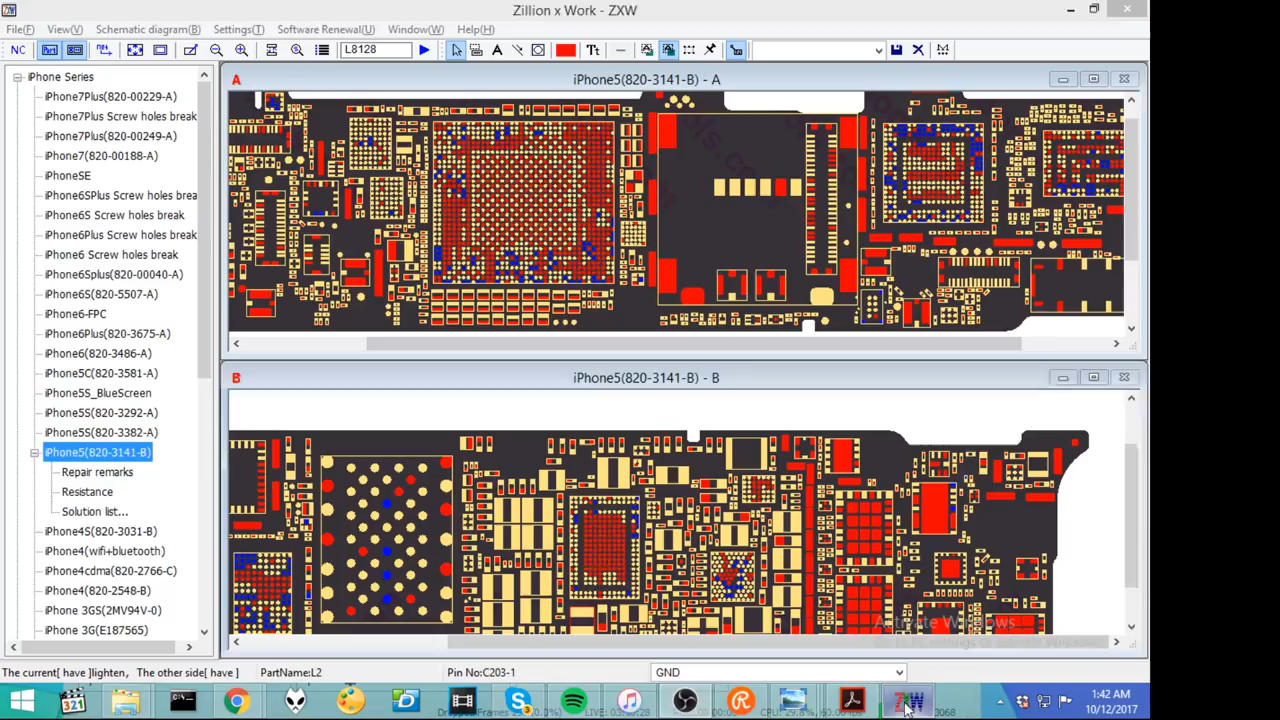 Zillion x Work - ZXW
File(F) View(V) Schematic diagram(B) Settings(T) Software Renewal(U) Window(W) Help(H)
NC Part L8128
iPhone Series
iPhone7Plus(820-00229-A)
iPhone7Plus Screw holes break
iPhone7Plus(820-00249-A)
iPhone7(820-00188-A)
iPhoneSE
iPhone6SPlus Screw holes brea
iPhone6S Screw holes break
iPhone6Plus Screw holes break
iPhone6 Screw holes break
iPhone6Splus(820-00040-A)
iPhone6S(820-5507-A)
iPhone6-FPC
iPhone6Plus(820-3675-A)
iPhone6(820-3486-A)
iPhone5C(820-3581-A)
iPhone5S_BlueScreen
iPhone5S(820-3292-A)
iPhone5S(820-3382-A)
iPhone5(820-3141-B)
Repair remarks
Resistance
Solution list...
iPhone4S(820-3031-B)
iPhone4(wifi+bluetooth)
iPhone4cdma(820-2766-C)
iPhone4(820-2548-B)
iPhone 3GS(2MV94V-0)
iPhone 3G(E187565)
A iPhone5(820-3141-B) - A
B iPhone5(820-3141-B) - B
Activate Windows
The current[ have ]lighten, The other side[ have ] PartName:L2 Pin No:C203-1 GND
321
3
ZXW
1:42 AM
10/12/2017